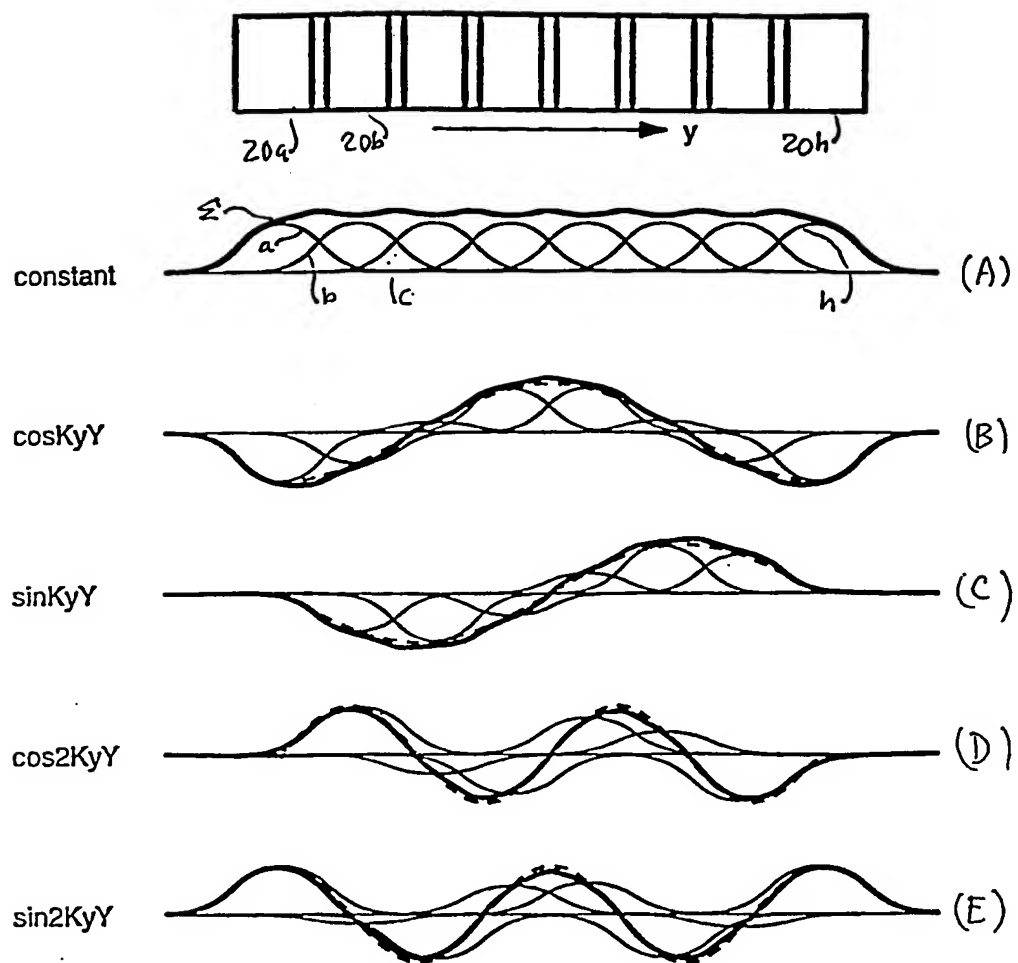 20a 20b y 20h
Σ
a
constant b c h (A)
cosKyY (B)
sinKyY (C)
cos2KyY (D)
sin2KyY (E)